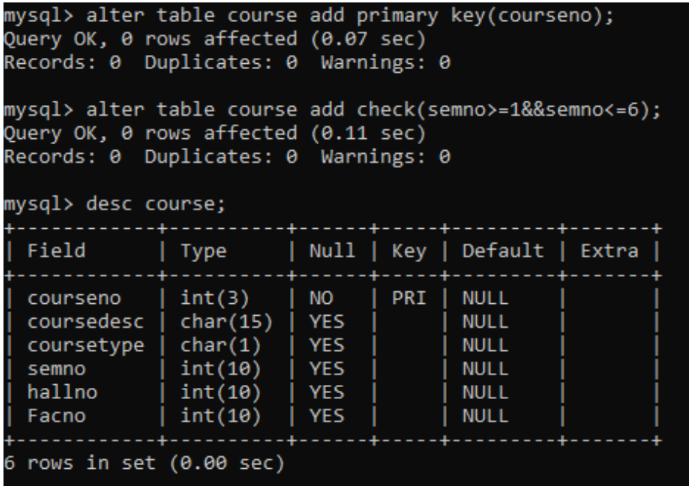 mysql> alter table course add primary key(courseno);
Query OK, 0 rows affected (0.07 sec)
Records: 0  Duplicates: 0  Warnings: 0
mysql> alter table course add check(semno>=1&&semno<=6);
Query OK, 0 rows affected (0.11 sec)
Records: 0  Duplicates: 0  Warnings: 0
mysql> desc course;
+------------+----------+------+-----+---------+-------+
| Field      | Type     | Null | Key | Default | Extra |
+------------+----------+------+-----+---------+-------+
| courseno   | int(3)   | NO   | PRI | NULL    |       |
| coursedesc | char(15) | YES  |     | NULL    |       |
| coursetype | char(1)  | YES  |     | NULL    |       |
| semno      | int(10)  | YES  |     | NULL    |       |
| hallno     | int(10)  | YES  |     | NULL    |       |
| Facno      | int(10)  | YES  |     | NULL    |       |
+------------+----------+------+-----+---------+-------+
6 rows in set (0.00 sec)